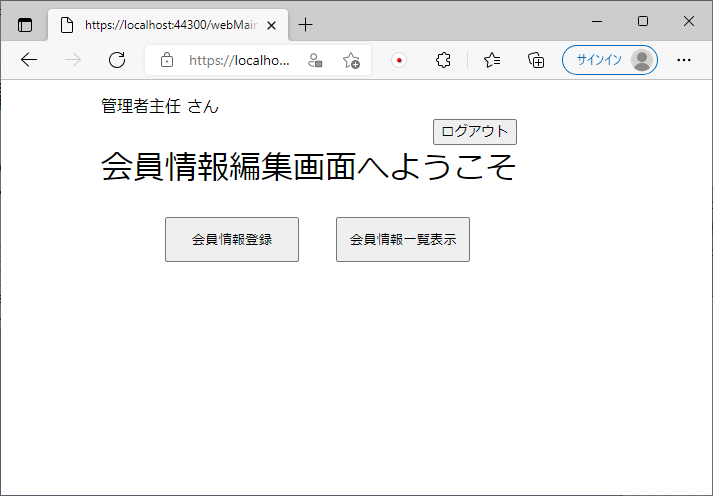 https://localhost:44300/webMain
https://localho...
サインイン
管理者主任 さん
ログアウト
会員情報編集画面へようこそ
会員情報登録
会員情報一覧表示